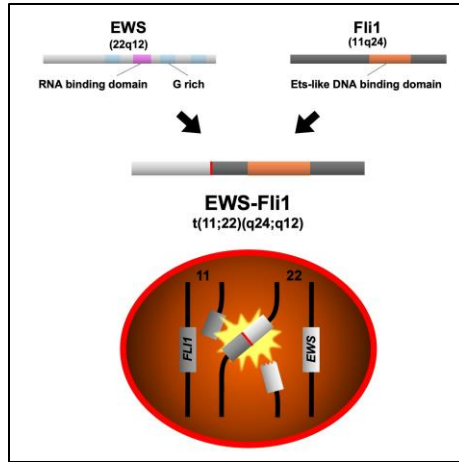 EWS
(22q12)
Fli1
(11q24)
RNA binding domain
G rich
Ets-like DNA binding domain
EWS-Fli1
t(11;22)(q24;q12)
11
22
FLI1
EWS